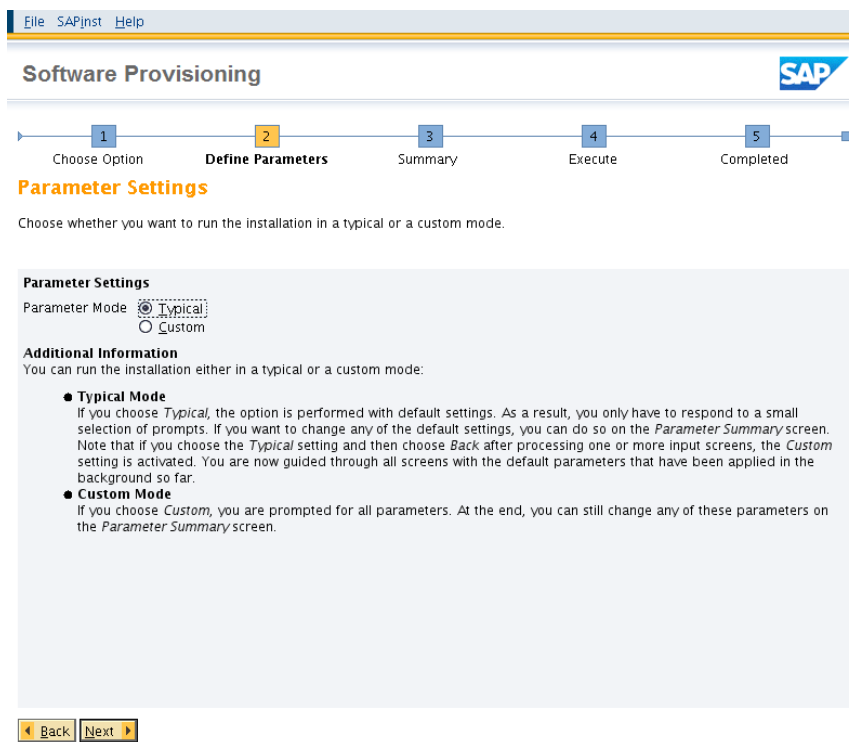 File SAPinst Help
Software Provisioning
SAP
1 2 3 4 5
Choose Option Define Parameters Summary Execute Completed
Parameter Settings
Choose whether you want to run the installation in a typical or a custom mode.
Parameter Settings
Parameter Mode Typical
Custom
Additional Information
You can run the installation either in a typical or a custom mode:
Typical Mode
If you choose Typical, the option is performed with default settings. As a result, you only have to respond to a small
selection of prompts. If you want to change any of the default settings, you can do so on the Parameter Summary screen.
Note that if you choose the Typical setting and then choose Back after processing one or more input screens, the Custom
setting is activated. You are now guided through all screens with the default parameters that have been applied in the
background so far.
Custom Mode
If you choose Custom, you are prompted for all parameters. At the end, you can still change any of these parameters on
the Parameter Summary screen.
Back Next